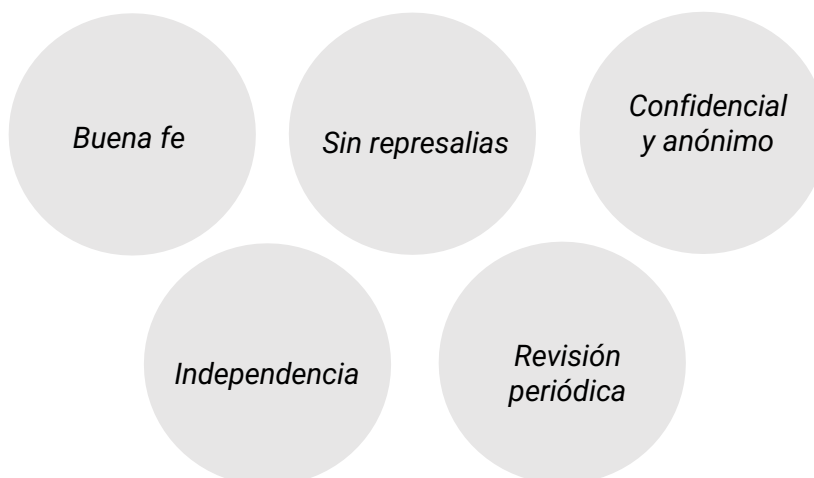 Buena fe
Sin represalias
Confidencial
y anónimo
Independencia
Revisión
periódica